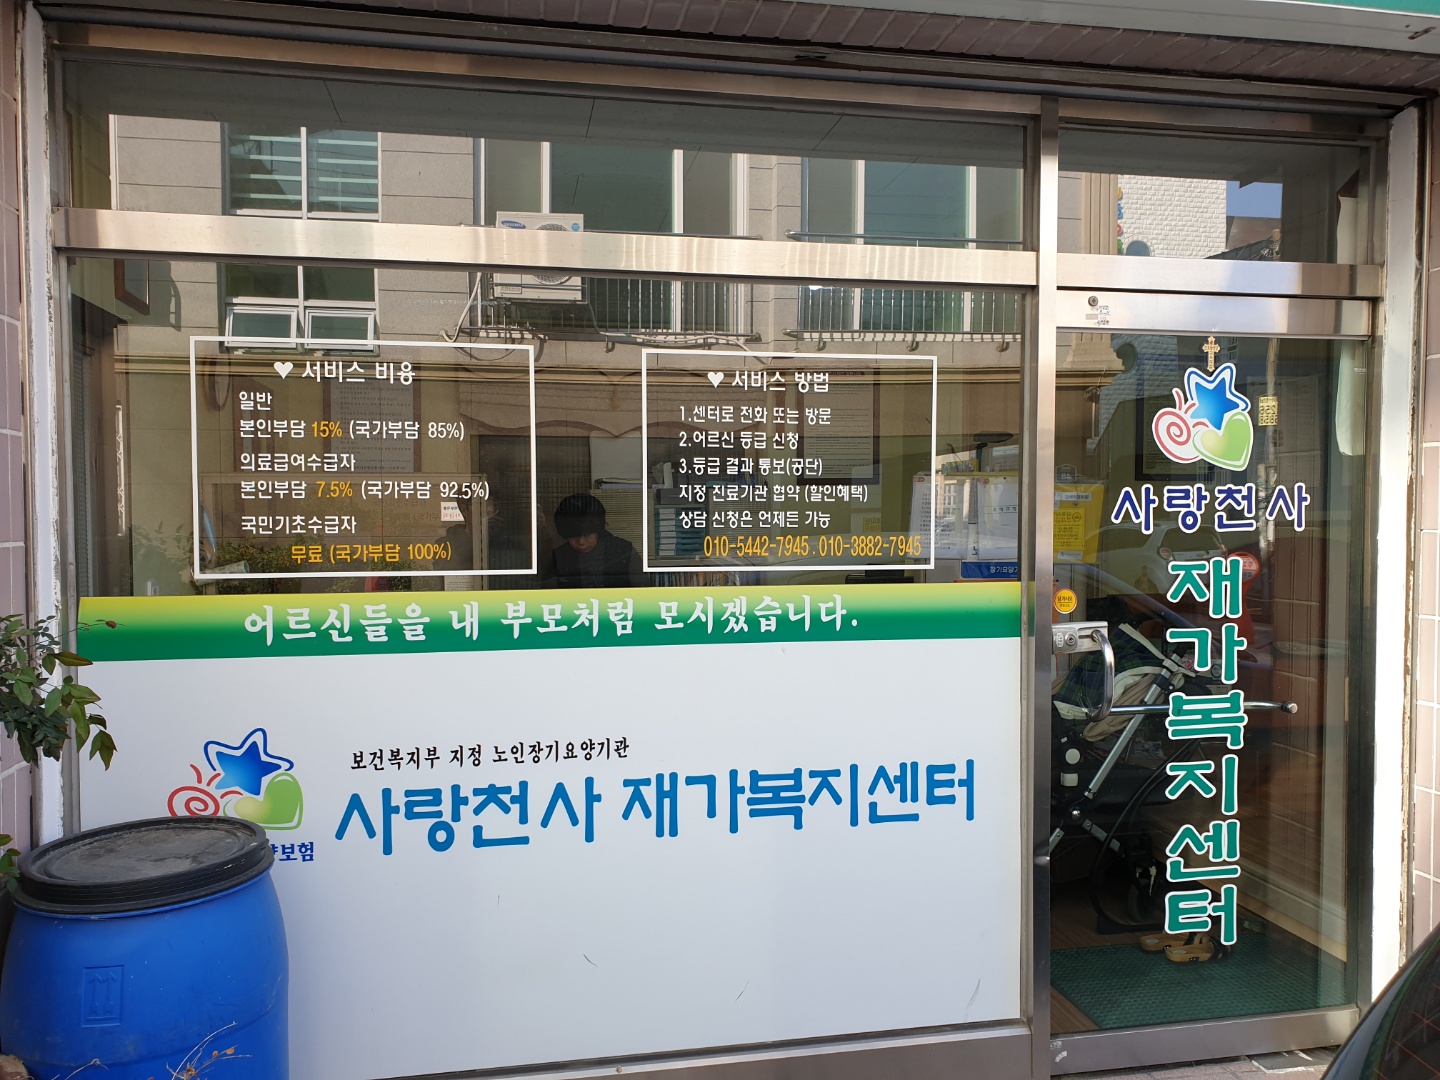 ♥ 서비스 비용
일반
본인부담 15% (국가부담 85%)
의료급여수급자
본인부담 7.5% (국가부담 92.5%)
국민기초수급자
무료 (국가부담 100%)
♥ 서비스 방법
1.센터로 전화 또는 방문
2.어르신 등급 신청
3.등급 결과 통보(공단)
지정 진료기관 협약 (할인혜택)
상담 신청은 언제든 가능
010-5442-7945 . 010-3882-7945
어르신들을 내 부모처럼 모시겠습니다.
보건복지부 지정 노인장기요양기관
사랑천사 재가복지센터
보험
사랑천사
재가복지센터